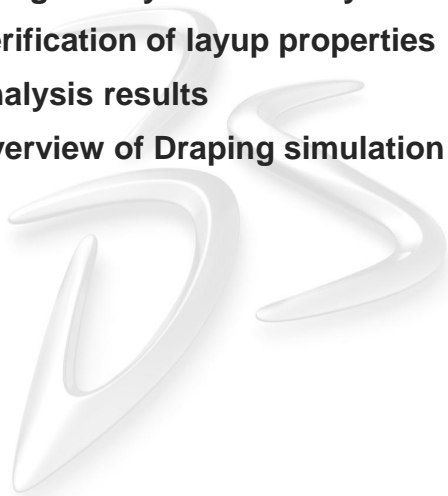 erification of layup properties
nalysis results
verview of Draping simulation